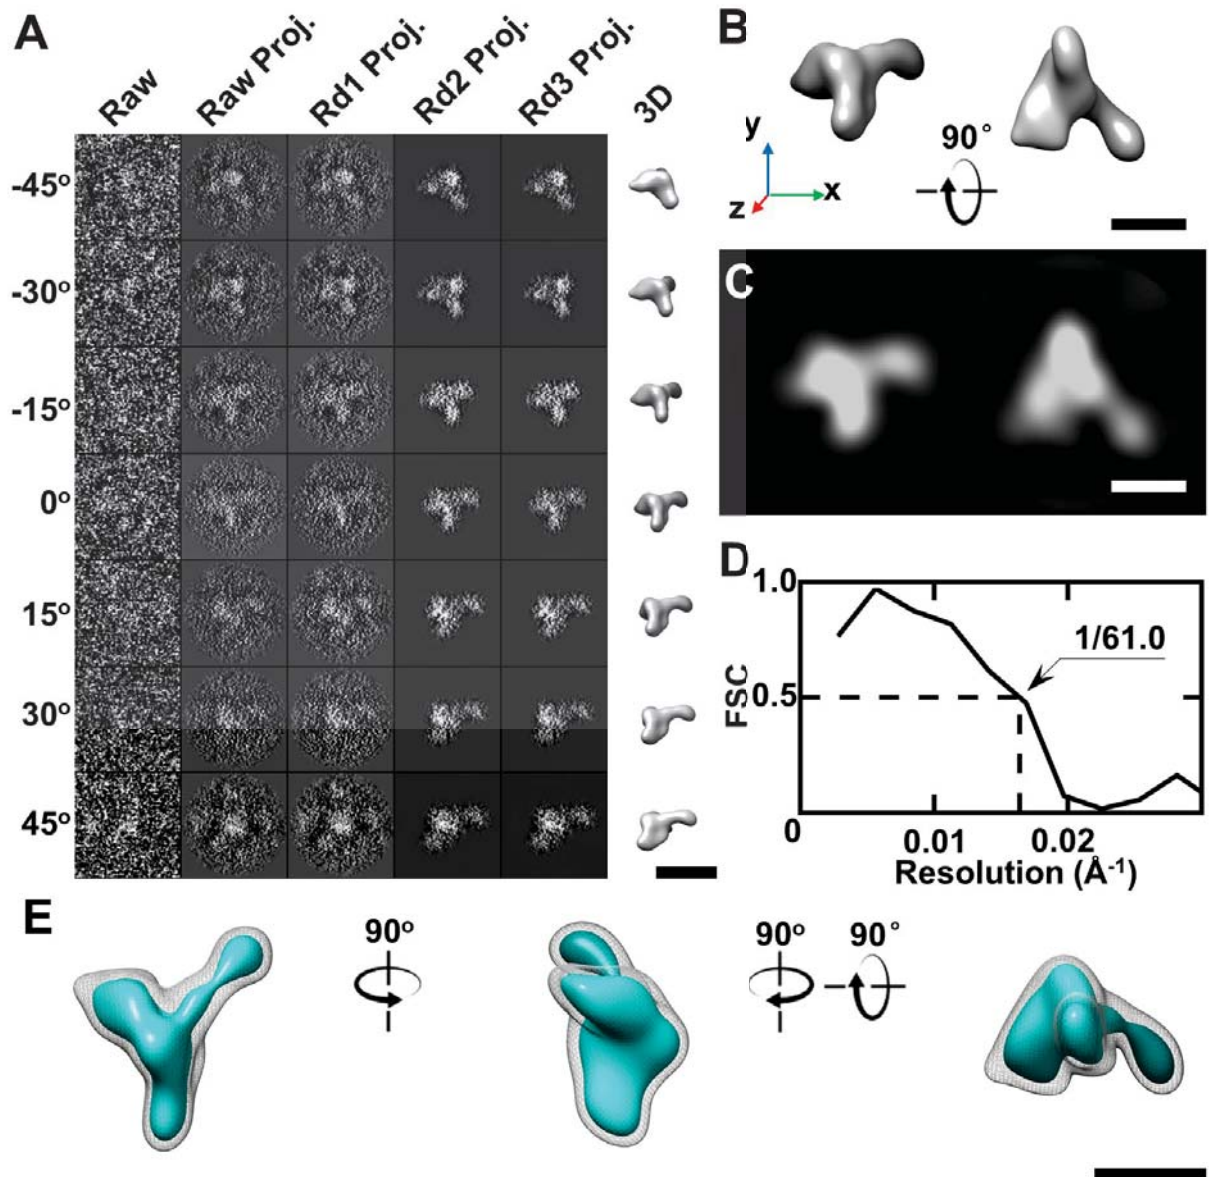 A
Raw
Raw Proj.
Rd1 Proj.
Rd2 Proj.
Rd3 Proj.
3D
-45º
-30º
-15º
0º
15º
30º
45º
B
y
x
z
90°
C
D
1.0
0.5
0
FSC
1/61.0
0.01
0.02
Resolution (Å⁻¹)
E
90º
90º
90°